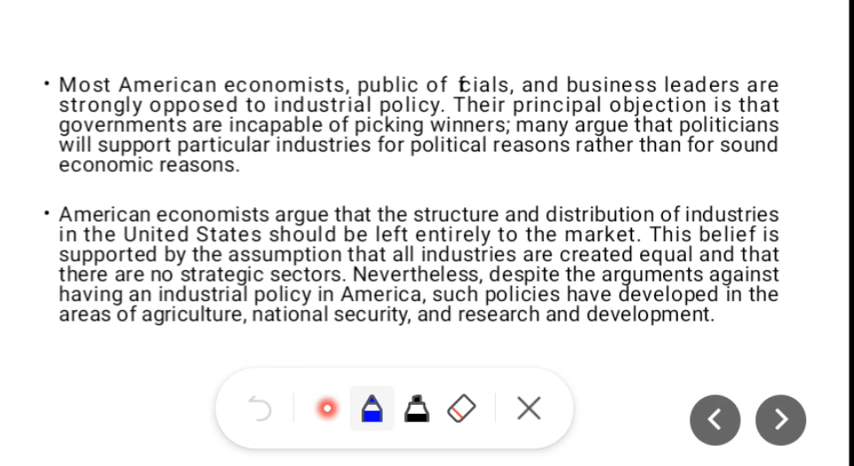 • Most American economists, public of ficials, and business leaders are
strongly opposed to industrial policy. Their principal objection is that
governments are incapable of picking winners; many argue that politicians
will support particular industries for political reasons rather than for sound
economic reasons.
• American economists argue that the structure and distribution of industries
in the United States should be left entirely to the market. This belief is
supported by the assumption that all industries are created equal and that
there are no strategic sectors. Nevertheless, despite the arguments against
having an industrial policy in America, such policies have developed in the
areas of agriculture, national security, and research and development.